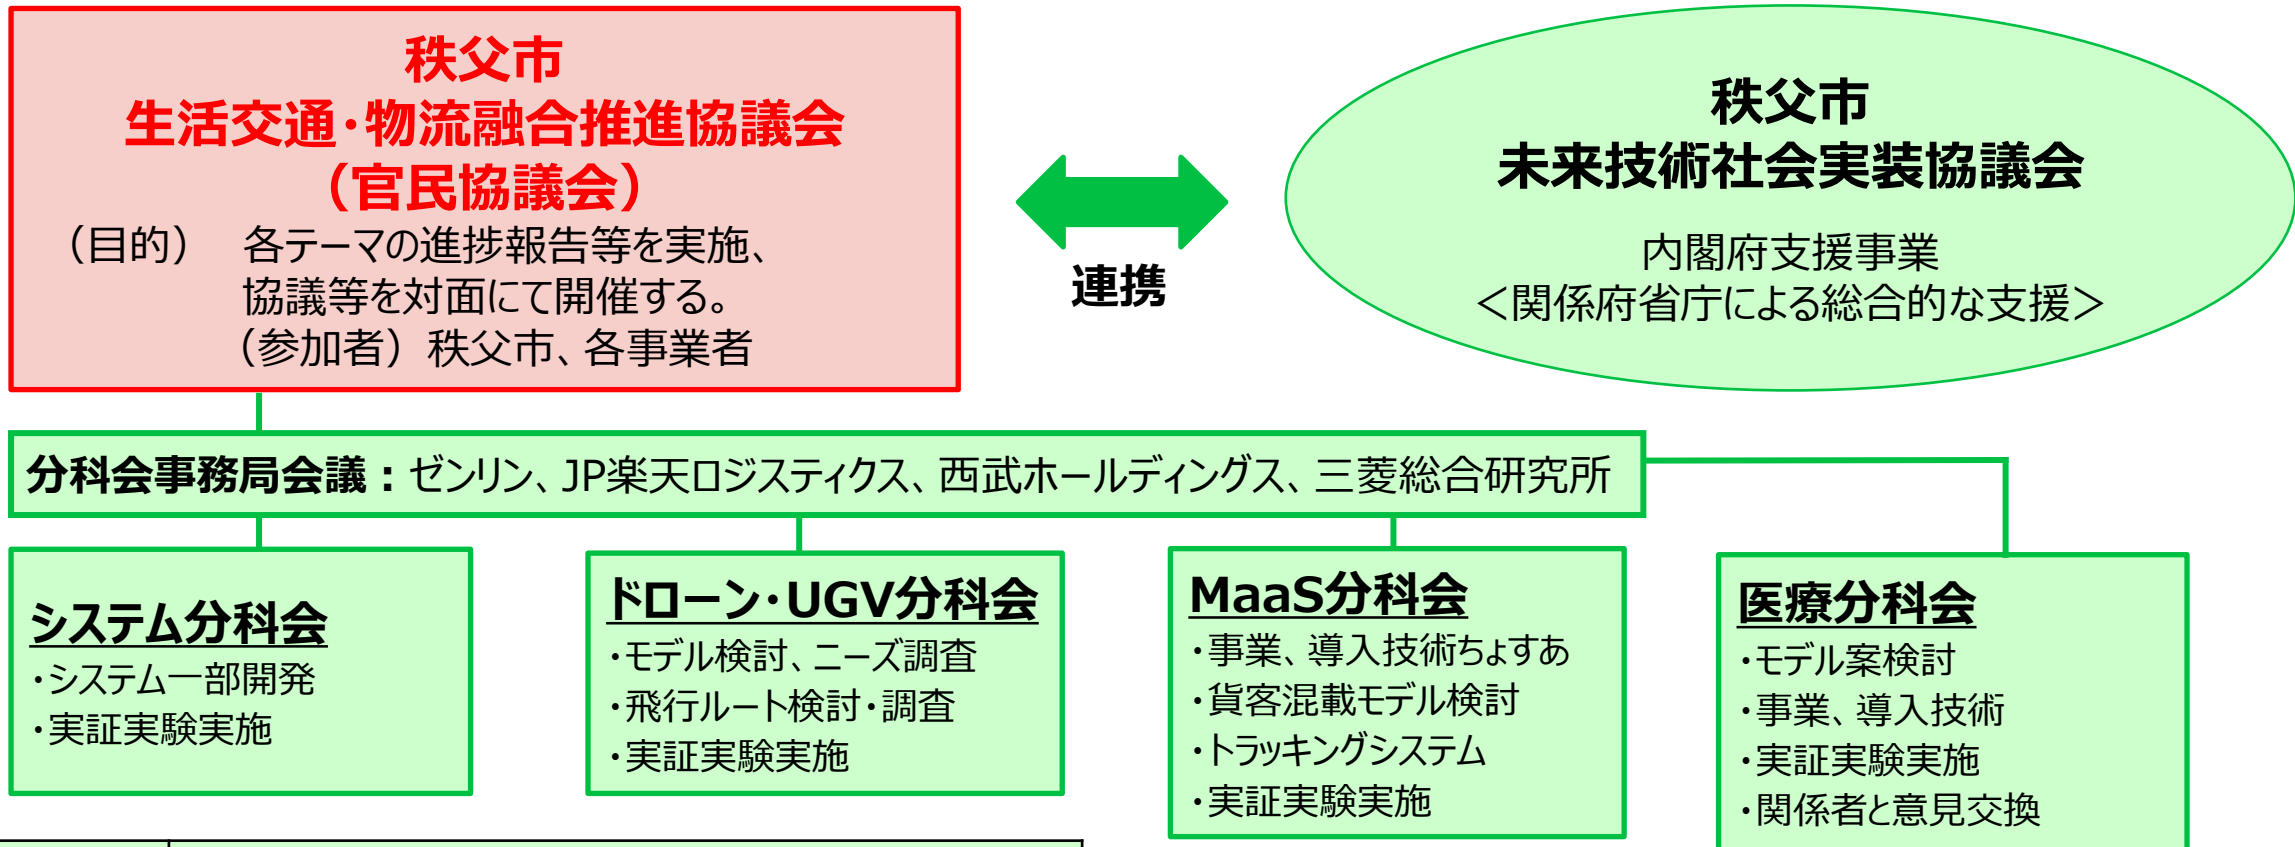 秩父市
生活交通・物流融合推進協議会
（官民協議会）
（目的）　各テーマの進捗報告等を実施、
協議等を対面にて開催する。
（参加者）秩父市、各事業者
連携
秩父市
未来技術社会実装協議会
内閣府支援事業
＜関係府省庁による総合的な支援＞
分科会事務局会議：ゼンリン、JP楽天ロジスティクス、西武ホールディングス、三菱総合研究所
システム分科会
・システム一部開発
・実証実験実施
ドローン・UGV分科会
・モデル検討、ニーズ調査
・飛行ルート検討・調査
・実証実験実施
MaaS分科会
・事業、導入技術ちょすあ
・貨客混載モデル検討
・トラッキングシステム
・実証実験実施
医療分科会
・モデル案検討
・事業、導入技術
・実証実験実施
・関係者と意見交換